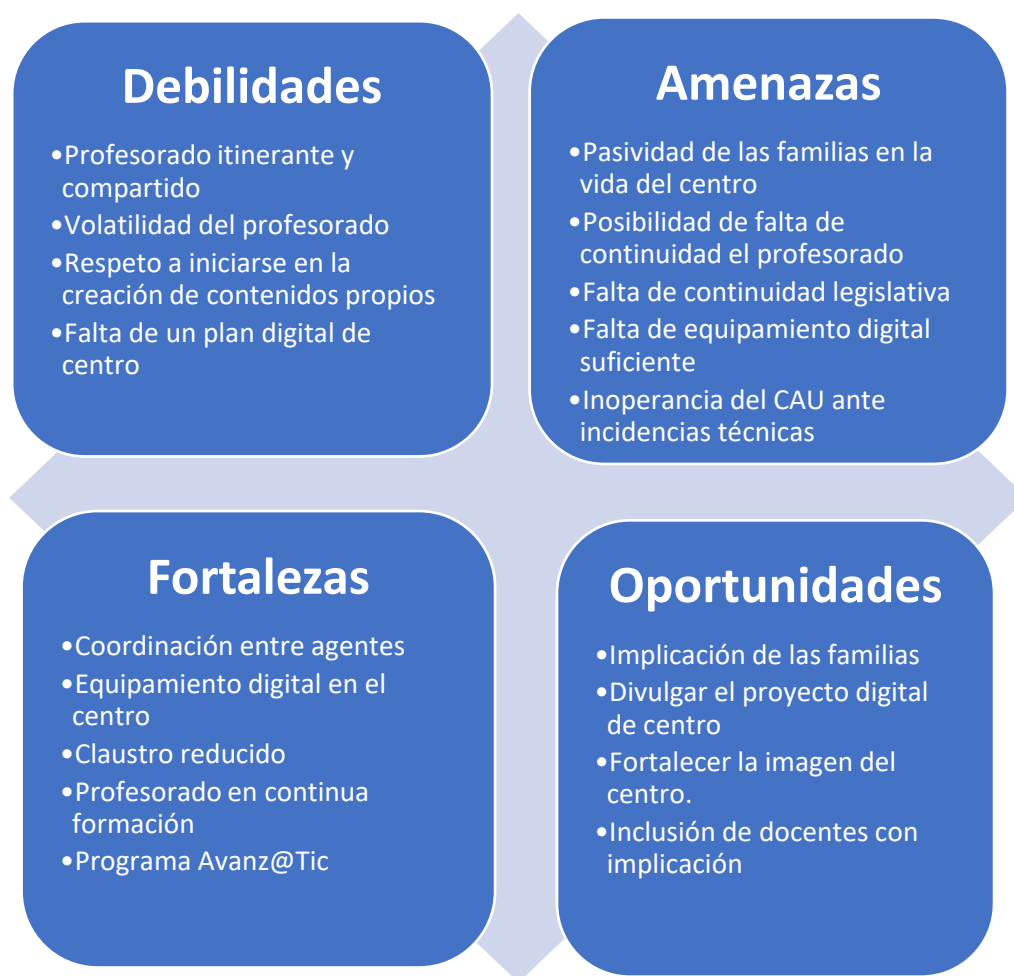 Debilidades
•Profesorado itinerante y
compartido
•Volatilidad del profesorado
•Respeto a iniciarse en la
creación de contenidos propios
•Falta de un plan digital de
centro
Amenazas
•Pasividad de las familias en la
vida del centro
•Posibilidad de falta de
continuidad el profesorado
•Falta de continuidad legislativa
•Falta de equipamiento digital
suficiente
•Inoperancia del CAU ante
incidencias técnicas
Fortalezas
•Coordinación entre agentes
•Equipamiento digital en el
centro
•Claustro reducido
•Profesorado en continua
formación
•Programa Avanz@Tic
Oportunidades
•Implicación de las familias
•Divulgar el proyecto digital
de centro
•Fortalecer la imagen del
centro.
•Inclusión de docentes con
implicación